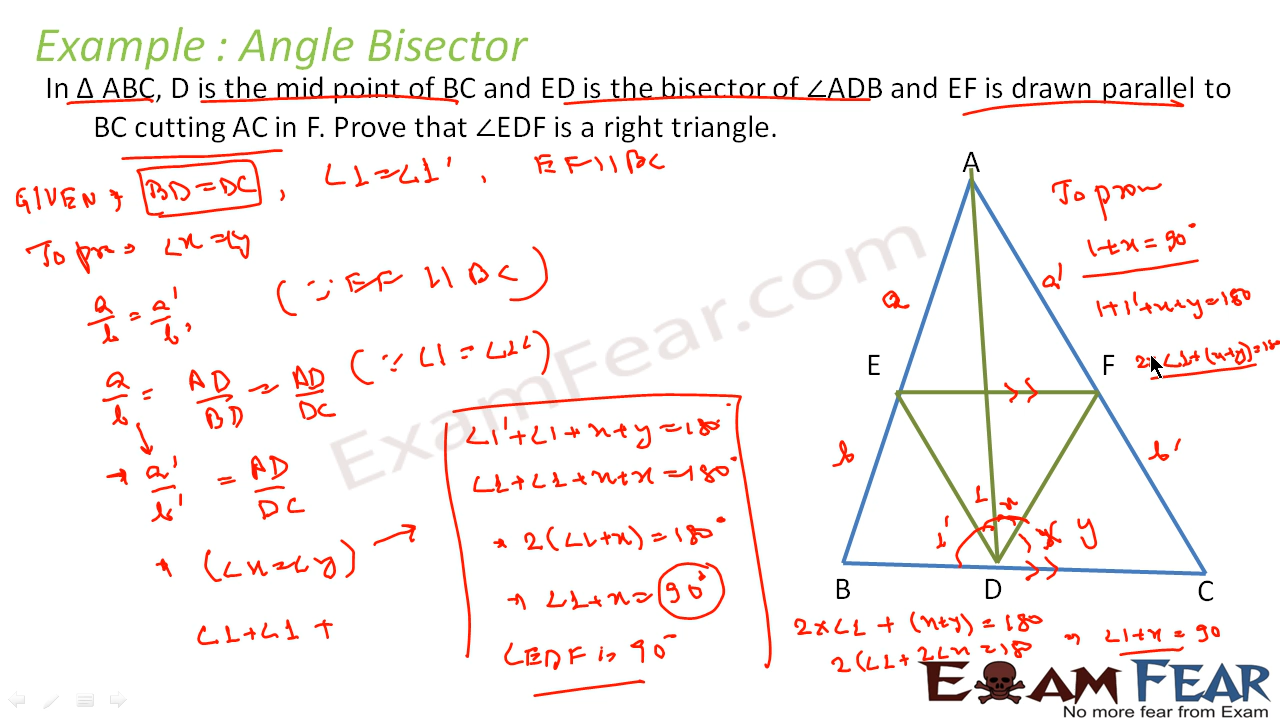 Example : Angle Bisector
In Δ ABC, D is the mid point of BC and ED is the bisector of ∠ADB and EF is drawn parallel to
BC cutting AC in F. Prove that ∠EDF is a right triangle.
GIVEN → BD = DC , ∠1 = ∠1' , EF || BC
∠x = ∠y
a/b = a'/b' , (∵ EF || BC)
a/b = AD/BD = AD/DC
→ a'/b' = AD/DC
(∠x = ∠y) →
∠1 + ∠1 +
∠1' + ∠1 + x + y = 180°
∠1 + ∠1 + x + x = 180°
→ 2(∠1 + x) = 180°
→ ∠1 + x = 90°
∠EDF is 90°
To prove
1 + x = 90°
1 + 1' + x + y = 180
2 × ∠1 + (x + y) = 180
A
a a'
E F
b b'
1' 1 x y
B D C
2 × ∠1 + (x + y) = 180
2(∠1 + 2∠x = 180
⇒ ∠1 + x = 90
EXAM FEAR
No more fear from Exam
ExamFear.com